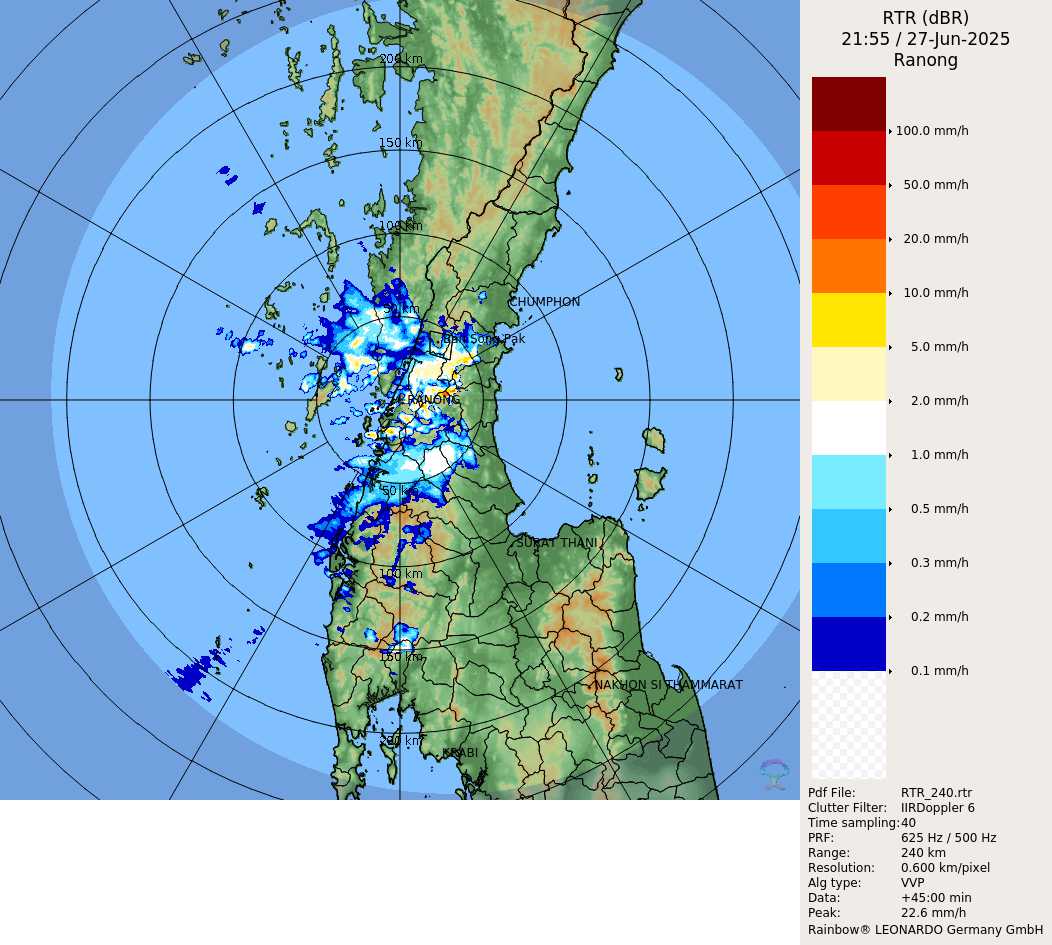 RTR (dBR)
21:55 / 27-Jun-2025
Ranong
200 km
150 km
100 km
50 km
CHUMPHON
Ban Song Pak
RANONG
50 km
SURAT THANI
100 km
150 km
NAKHON SI THAMMARAT
200 km
KRABI
100.0 mm/h
50.0 mm/h
20.0 mm/h
10.0 mm/h
5.0 mm/h
2.0 mm/h
1.0 mm/h
0.5 mm/h
0.3 mm/h
0.2 mm/h
0.1 mm/h
Pdf File: RTR_240.rtr
Clutter Filter: IIRDoppler 6
Time sampling:40
PRF: 625 Hz / 500 Hz
Range: 240 km
Resolution: 0.600 km/pixel
Alg type: VVP
Data: +45:00 min
Peak: 22.6 mm/h
Rainbow® LEONARDO Germany GmbH